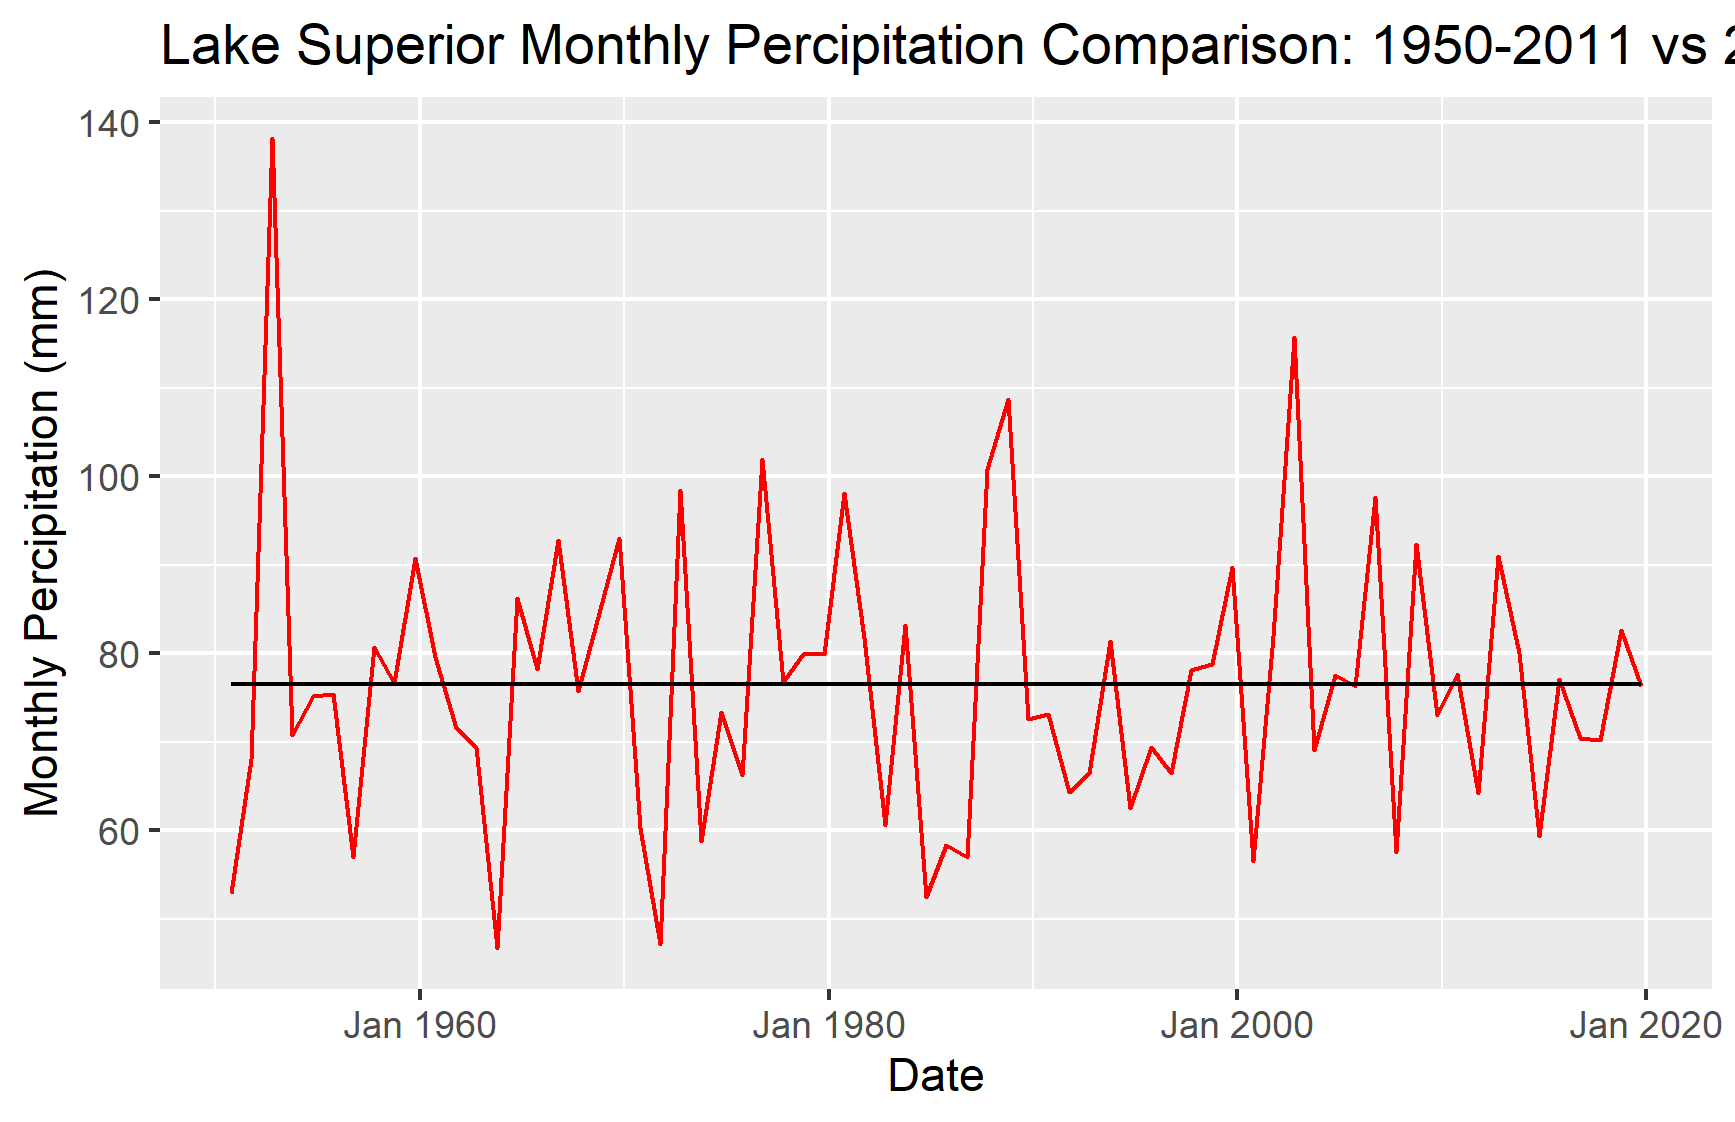 Lake Superior Monthly Percipitation Comparison: 1950-2011 vs 2
140
120
100
80
60
Monthly Percipitation (mm)
Jan 1960
Jan 1980
Jan 2000
Jan 2020
Date